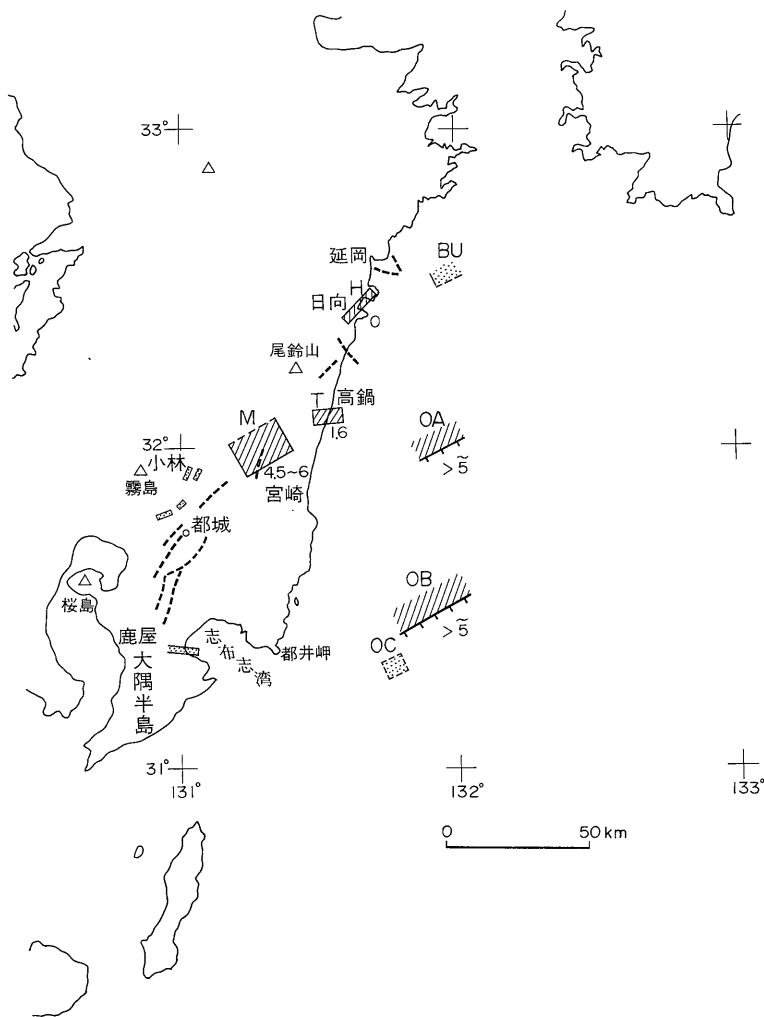 33°
延岡
BU
H
日向
O
尾鈴山
T 高鍋
1.6
M
OA
>5̃
32°
小林
霧島
4.5~6
宮崎
都城
桜島
OB
>5̃
鹿屋
志布志湾
都井岬
OC
大隅半島
31°
131°
132°
133°
0 50 km